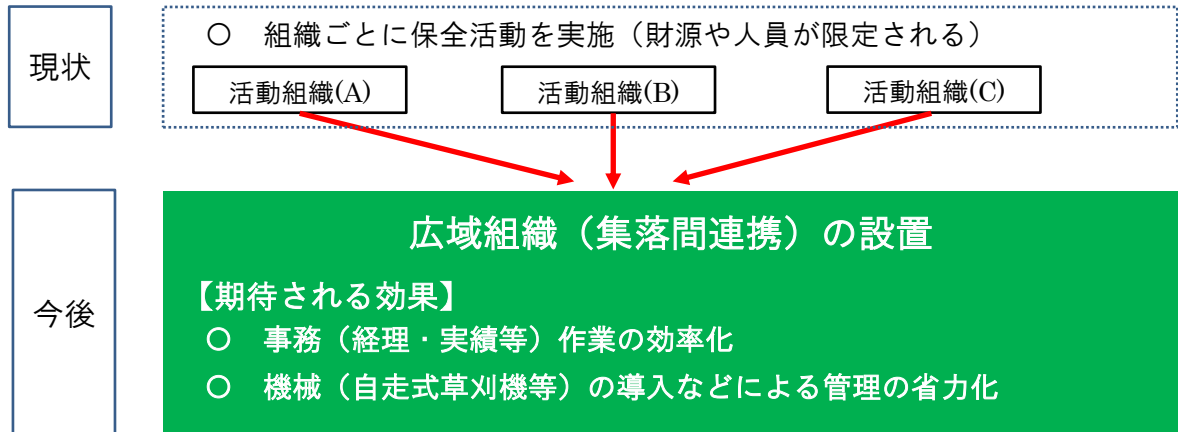 現状
○ 組織ごとに保全活動を実施（財源や人員が限定される）
活動組織(A)
活動組織(B)
活動組織(C)
今後
広域組織（集落間連携）の設置
【期待される効果】
○ 事務（経理・実績等）作業の効率化
○ 機械（自走式草刈機等）の導入などによる管理の省力化